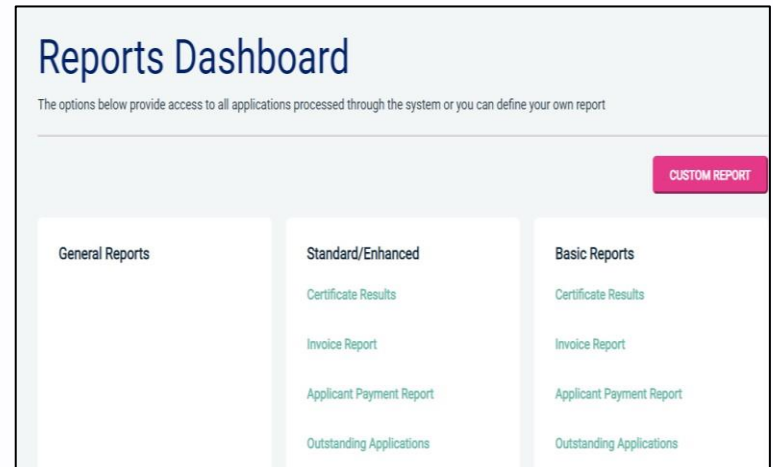 Reports Dashboard
The options below provide access to all applications processed through the system or you can define your own report
CUSTOM REPORT
General Reports
Standard/Enhanced
Certificate Results
Invoice Report
Applicant Payment Report
Outstanding Applications
Basic Reports
Certificate Results
Invoice Report
Applicant Payment Report
Outstanding Applications